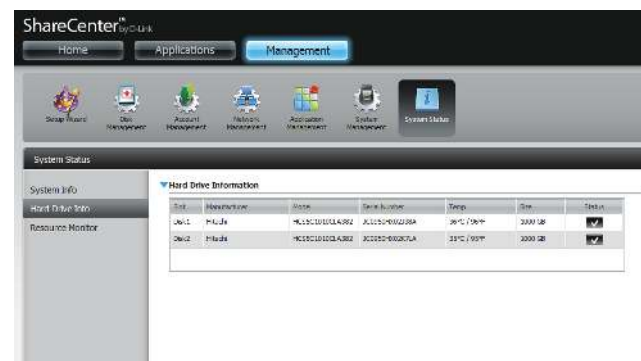 ShareCenter™ by D-Link
Home Applications Management
Setup Wizard Disk Management Account Management Network Management Application Management System Management System Status
System Status
System Info
Hard Drive Info
Resource Monitor
Hard Drive Information
Slot Manufacturer Model Serial Number Temp Size Status
Disk1 Hitachi 1000 GB
Disk2 Hitachi 1000 GB